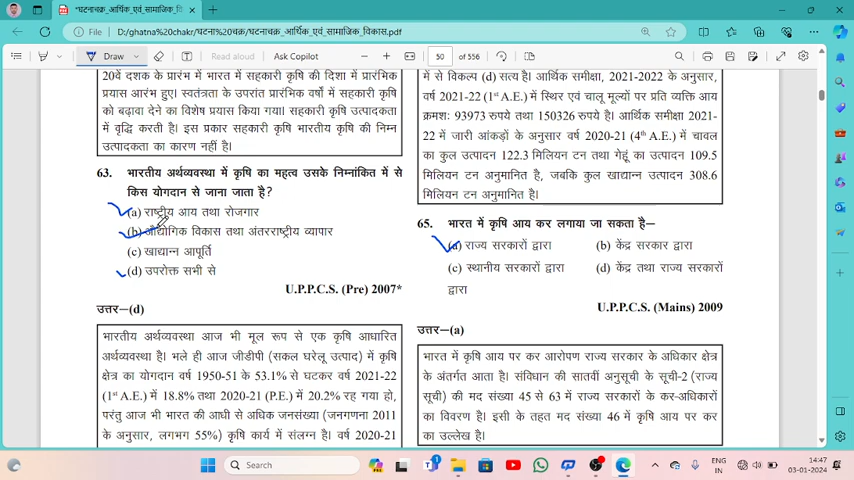 घटनाचक्र_आर्थिक_एवं_सामाजिक_विकास.pdf
File
D:/ghatna%20chakr/घटना%20चक्र/घटनाचक्र_आर्थिक_एवं_सामाजिक_विकास.pdf
Draw
Read aloud
Ask Copilot
50 of 556
20वें दशक के प्रारंभ में भारत में सहकारी कृषि की दिशा में प्रारंभिक
प्रयास आरंभ हुए। स्वतंत्रता के उपरांत प्रारंभिक वर्षों में सहकारी कृषि
को बढ़ावा देने का विशेष प्रयास किया गया। सहकारी कृषि उत्पादकता
में वृद्धि करती है। इस प्रकार सहकारी कृषि भारतीय कृषि की निम्न
उत्पादकता का कारण नहीं है।
63. भारतीय अर्थव्यवस्था में कृषि का महत्व उसके निम्नांकित में से
किस योगदान से जाना जाता है?
(a) राष्ट्रीय आय तथा रोजगार
(b) औद्योगिक विकास तथा अंतरराष्ट्रीय व्यापार
(c) खाद्यान्न आपूर्ति
(d) उपरोक्त सभी से
U.P.P.C.S. (Pre) 2007*
उत्तर–(d)
भारतीय अर्थव्यवस्था आज भी मूल रूप से एक कृषि आधारित
अर्थव्यवस्था है। भले ही आज जीडीपी (सकल घरेलू उत्पाद) में कृषि
क्षेत्र का योगदान वर्ष 1950-51 के 53.1% से घटकर वर्ष 2021-22
(1st A.E.) में 18.8% तथा 2020-21 (P.E.) में 20.2% रह गया हो,
परंतु आज भी भारत की आधी से अधिक जनसंख्या (जनगणना 2011
के अनुसार, लगभग 55%) कृषि कार्य में संलग्न है। वर्ष 2020-21
में से विकल्प (d) सत्य है। आर्थिक समीक्षा, 2021-2022 के अनुसार,
वर्ष 2021-22 (1st A.E.) में स्थिर एवं चालू मूल्यों पर प्रति व्यक्ति आय
क्रमशः 93973 रुपये तथा 150326 रुपये है। आर्थिक समीक्षा 2021-
22 में जारी आंकड़ों के अनुसार वर्ष 2020-21 (4th A.E.) में चावल
का कुल उत्पादन 122.3 मिलियन टन तथा गेहूं का उत्पादन 109.5
मिलियन टन अनुमानित है, जबकि कुल खाद्यान्न उत्पादन 308.6
मिलियन टन अनुमानित है।
65. भारत में कृषि आय कर लगाया जा सकता है–
(a) राज्य सरकारों द्वारा (b) केंद्र सरकार द्वारा
(c) स्थानीय सरकारों द्वारा (d) केंद्र तथा राज्य सरकारों
द्वारा
U.P.P.C.S. (Mains) 2009
उत्तर–(a)
भारत में कृषि आय पर कर आरोपण राज्य सरकार के अधिकार क्षेत्र
के अंतर्गत आता है। संविधान की सातवीं अनुसूची के सूची-2 (राज्य
सूची) की मद संख्या 45 से 63 में राज्य सरकारों के कर-अधिकारों
का विवरण है। इसी के तहत मद संख्या 46 में कृषि आय पर कर
का उल्लेख है।
Search
ENG
IN
14:47
03-01-2024